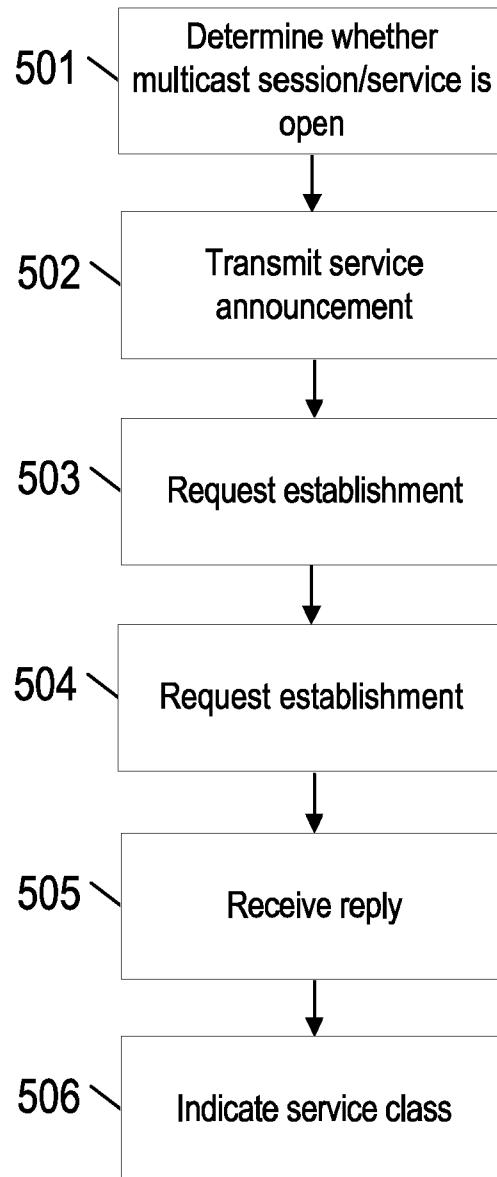 501
Determine whether
multicast session/service is
open
502
Transmit service
announcement
503
Request establishment
504
Request establishment
505
Receive reply
506
Indicate service class